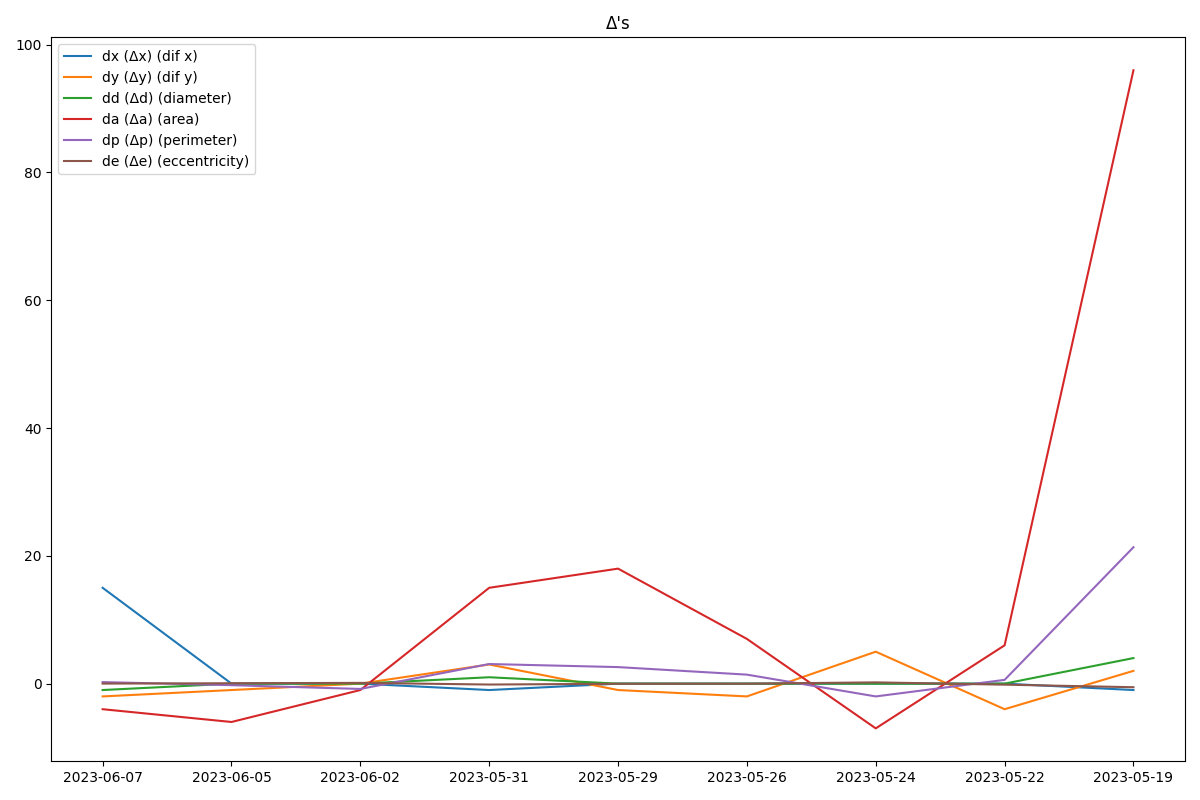 Δ's
100
80
60
40
20
0
dx (Δx) (dif x)
dy (Δy) (dif y)
dd (Δd) (diameter)
da (Δa) (area)
dp (Δp) (perimeter)
de (Δe) (eccentricity)
2023-06-07 2023-06-05 2023-06-02 2023-05-31 2023-05-29 2023-05-26 2023-05-24 2023-05-22 2023-05-19